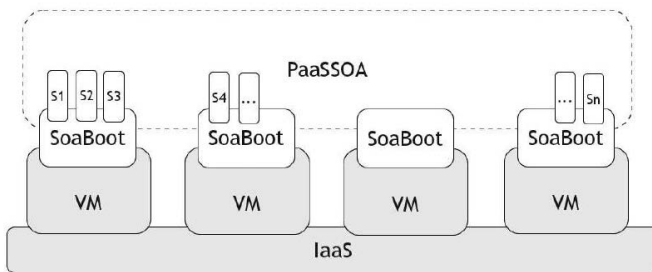 PaaSSOA
S1 S2 S3 S4 ... ... Sn
SoaBoot SoaBoot SoaBoot SoaBoot
VM VM VM VM
IaaS